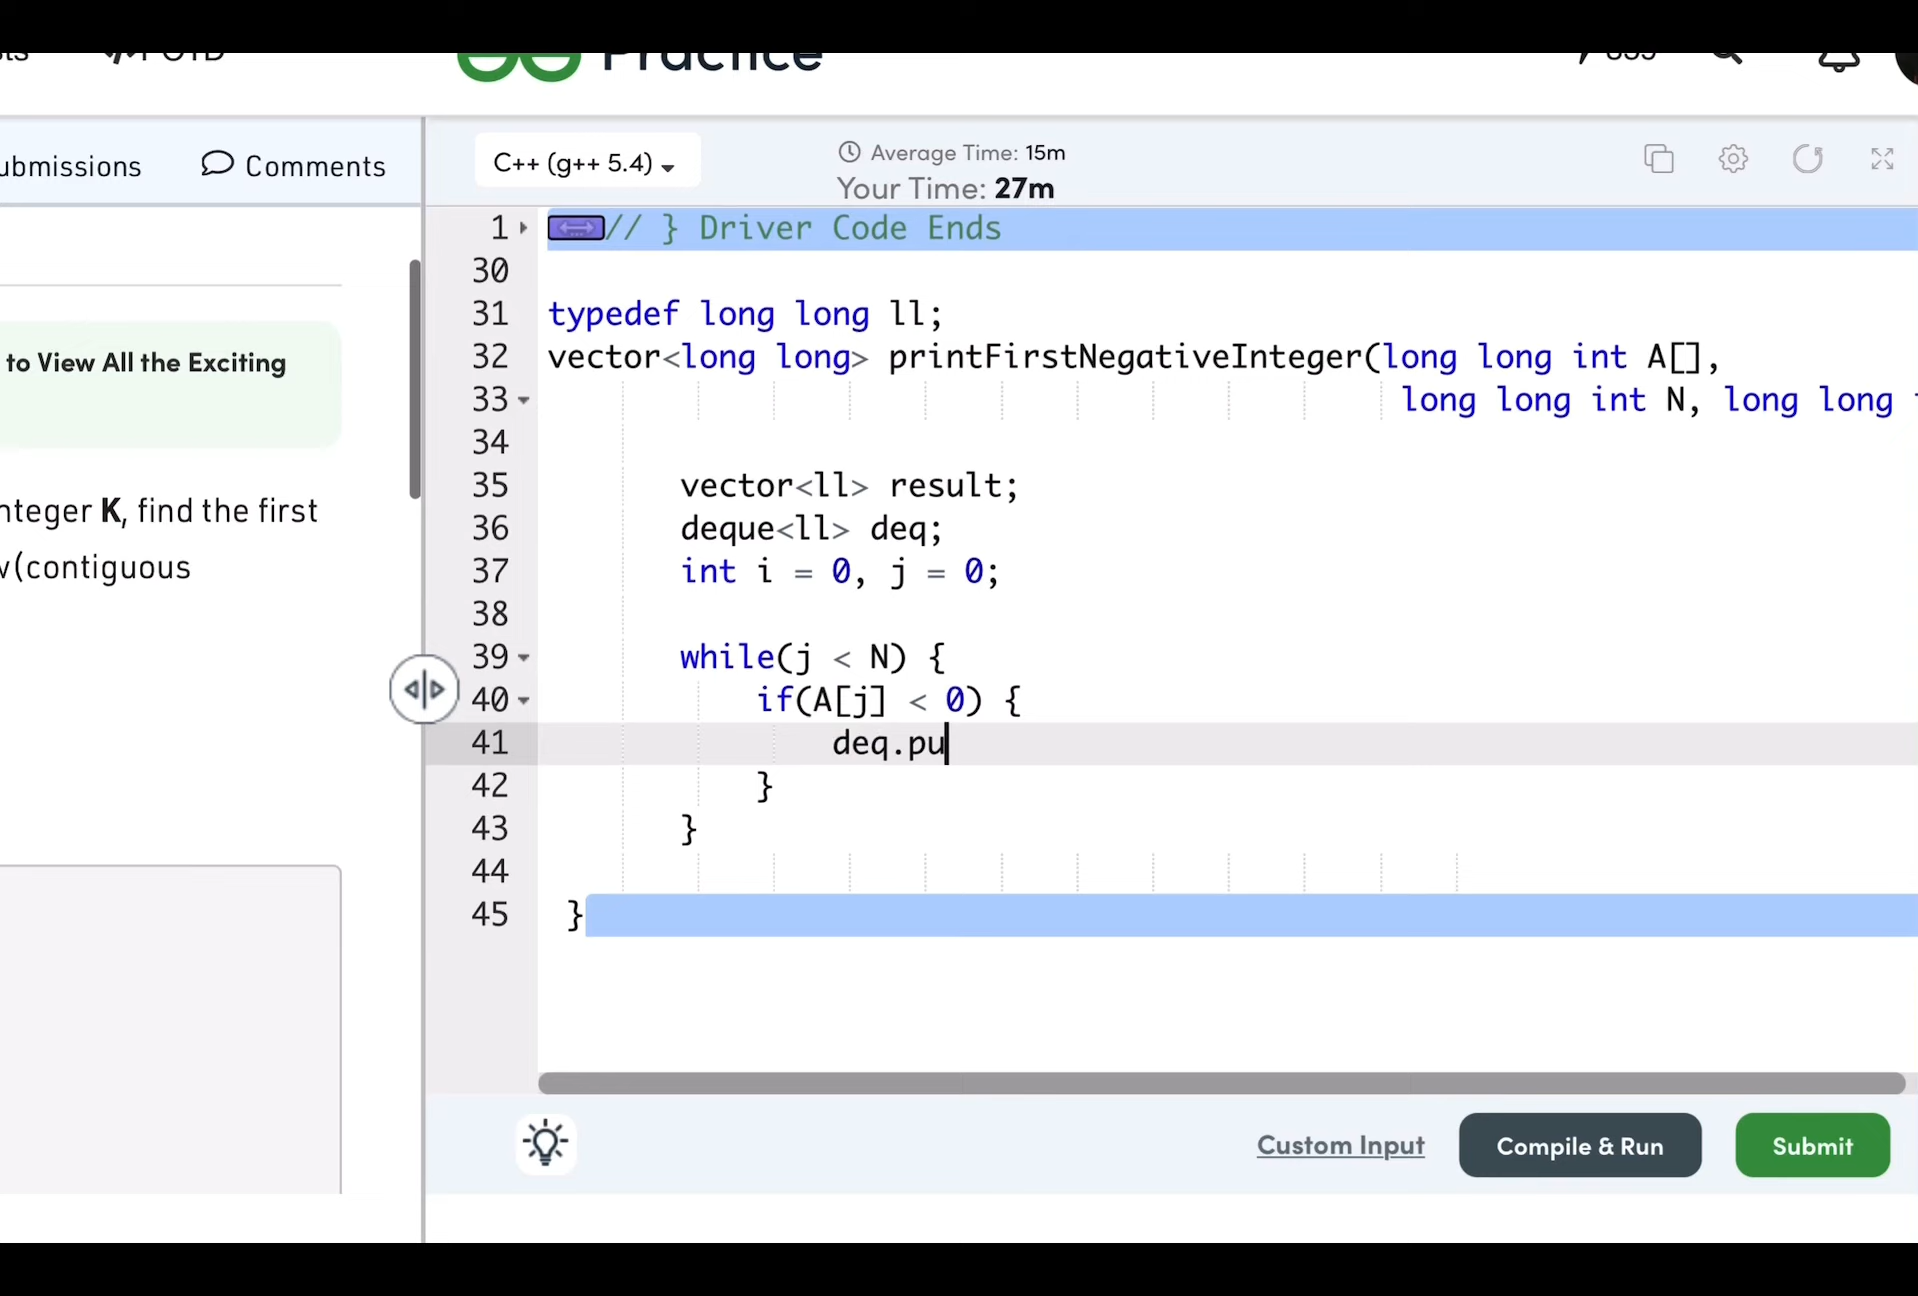 POTD
Practice
Submissions Comments
C++ (g++ 5.4)
Average Time: 15m
Your Time: 27m
to View All the Exciting
nteger K, find the first
(contiguous
1 // } Driver Code Ends
30
31 typedef long long ll;
32 vector<long long> printFirstNegativeInteger(long long int A[],
33 long long int N, long long
34
35 vector<ll> result;
36 deque<ll> deq;
37 int i = 0, j = 0;
38
39 while(j < N) {
40 if(A[j] < 0) {
41 deq.pu
42 }
43 }
44
45 }
Custom Input
Compile & Run
Submit